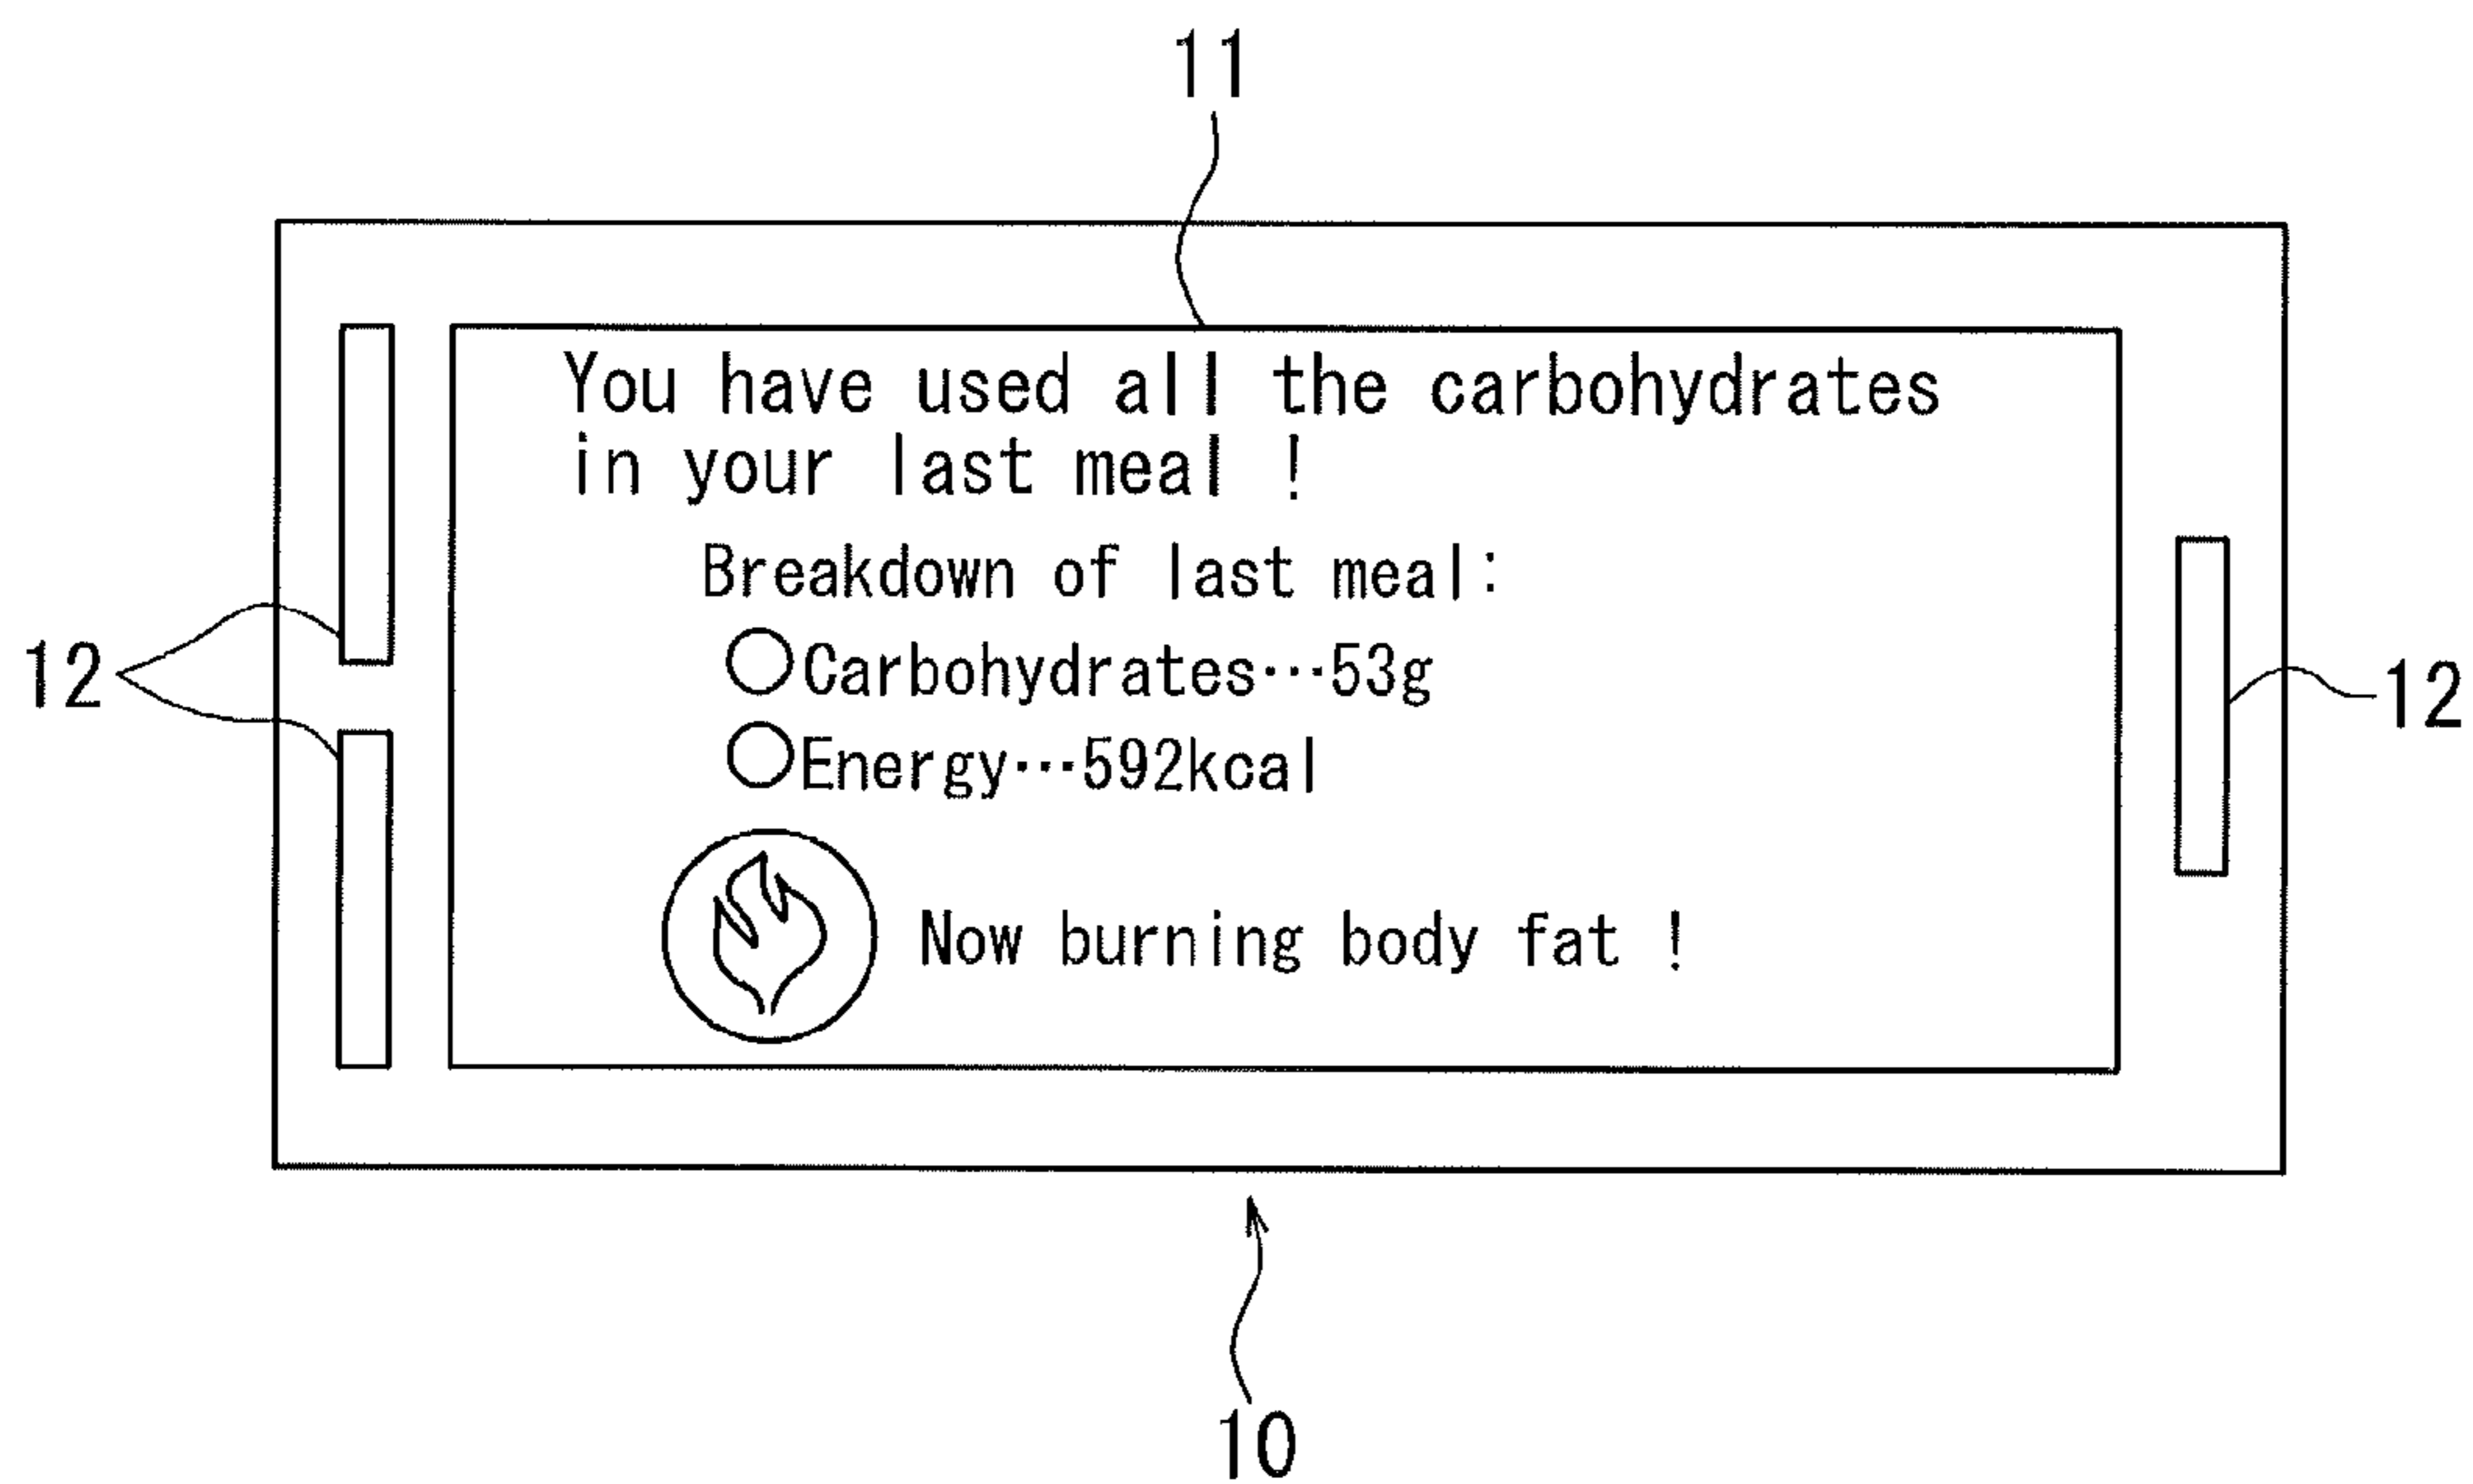 11
You have used all the carbohydrates
in your last meal !
Breakdown of last meal:
○Carbohydrates…53g
○Energy…592kcal
Now burning body fat !
12
12
10